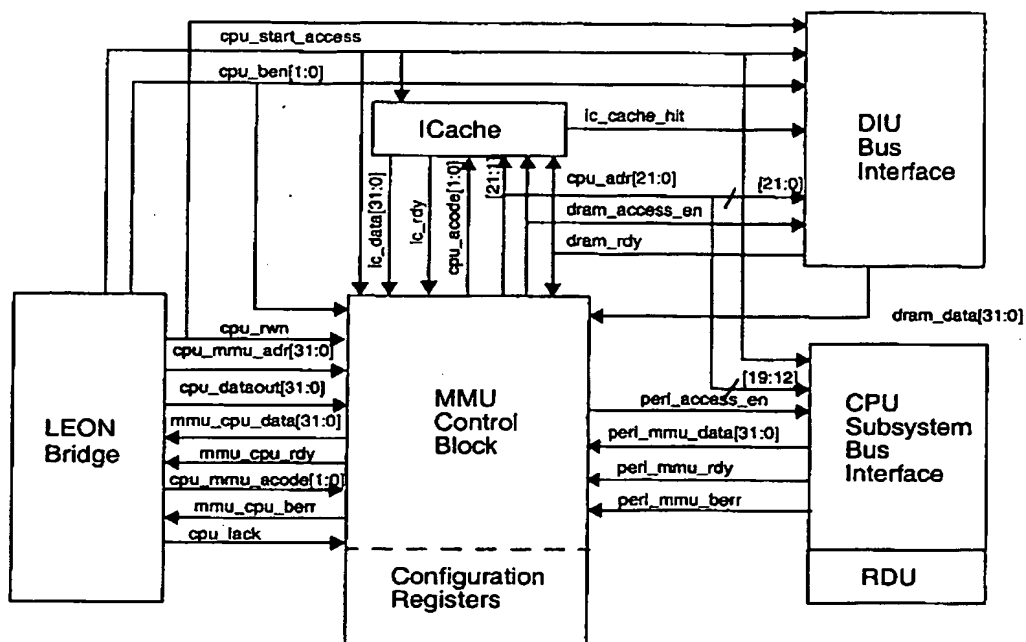 cpu_start_access
cpu_ben[1:0]
ICache
ic_cache_hit
DIU
Bus
Interface
ic_data[31:0]
ic_rdy
cpu_acode[1:0]
[21:1]
cpu_adr[21:0]
[21:0]
dram_access_en
dram_rdy
dram_data[31:0]
LEON
Bridge
cpu_rwn
cpu_mmu_adr[31:0]
cpu_dataout[31:0]
mmu_cpu_data[31:0]
mmu_cpu_rdy
cpu_mmu_acode[1:0]
mmu_cpu_berr
cpu_iack
MMU
Control
Block
Configuration
Registers
[19:12]
peri_access_en
peri_mmu_data[31:0]
peri_mmu_rdy
peri_mmu_berr
CPU
Subsystem
Bus
Interface
RDU